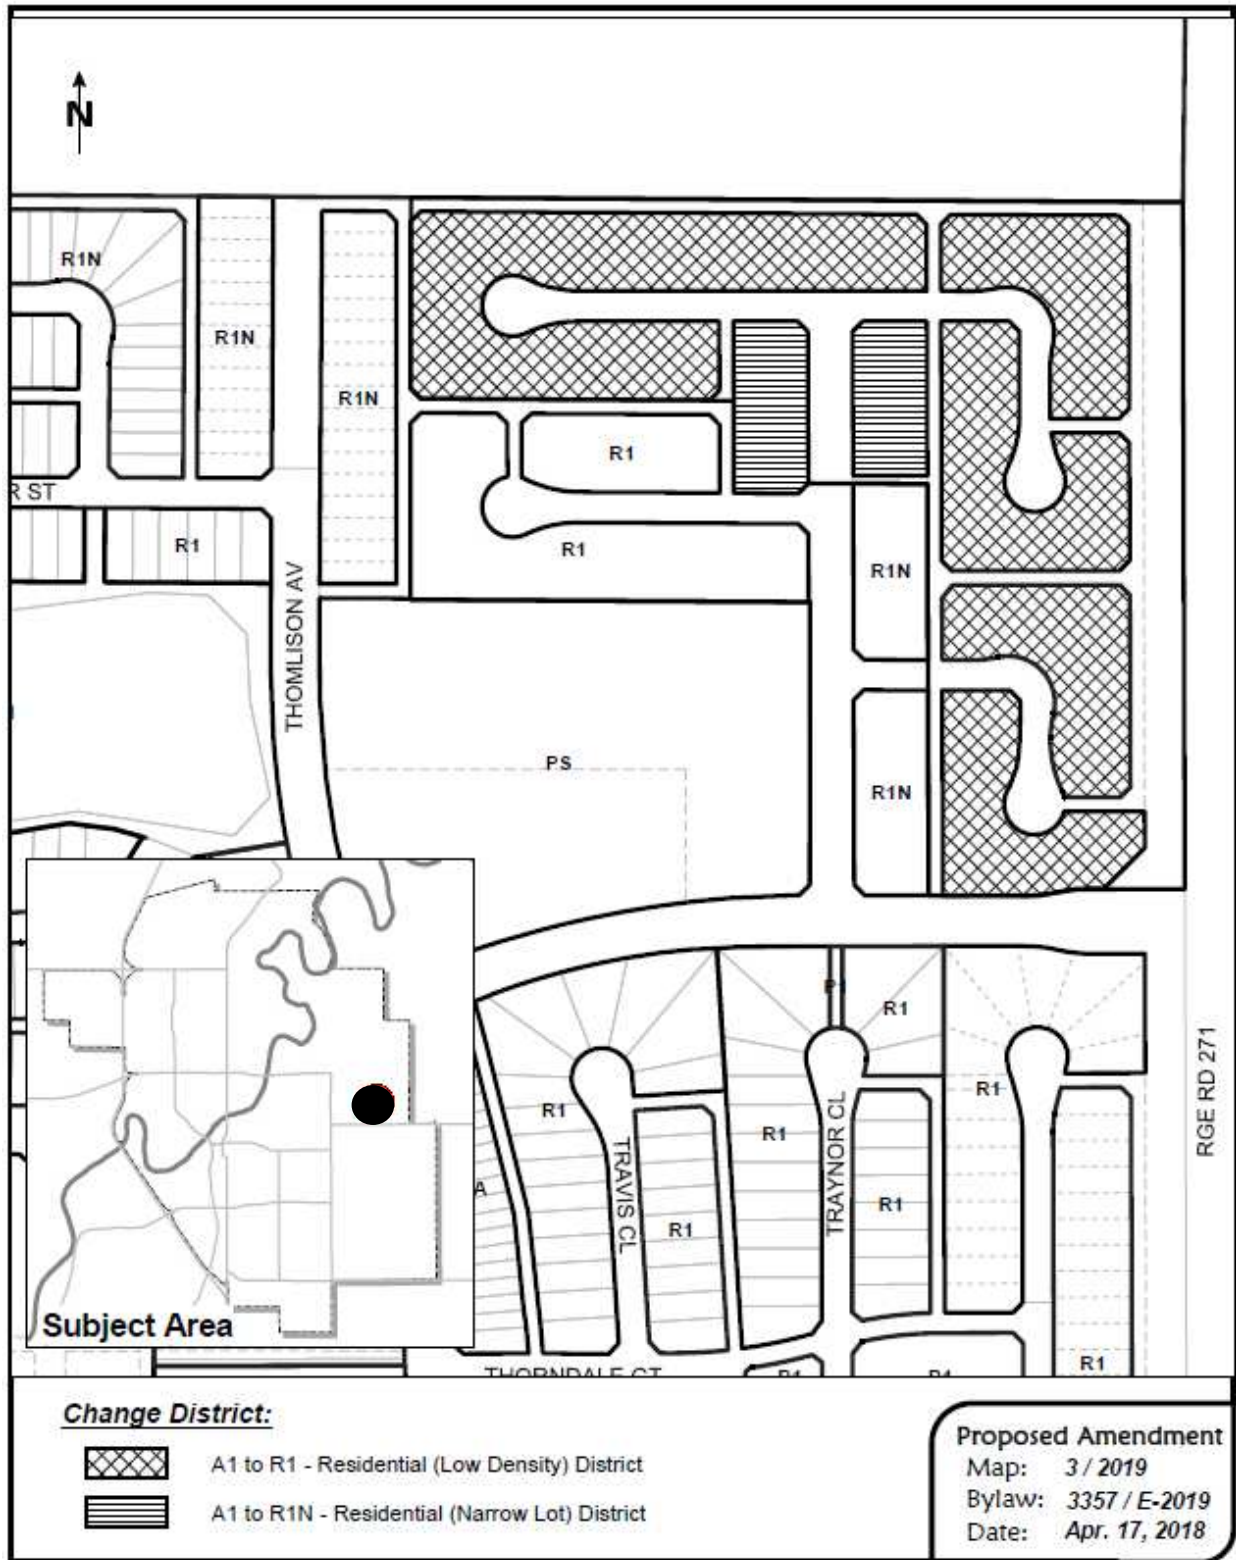 N
R1N
R1N
R1N
R1
R ST
R1
R1
R1N
THOMLISON AV
PS
R1N
P1
R1
R1
R1
R1
R1
R1
R1
TRAVIS CL
TRAYNOR CL
RGE RD 271
A
Subject Area
THORNDALE CT
R1
Change District:
A1 to R1 - Residential (Low Density) District
A1 to R1N - Residential (Narrow Lot) District
Proposed Amendment
Map: 3 / 2019
Bylaw: 3357 / E-2019
Date: Apr. 17, 2018